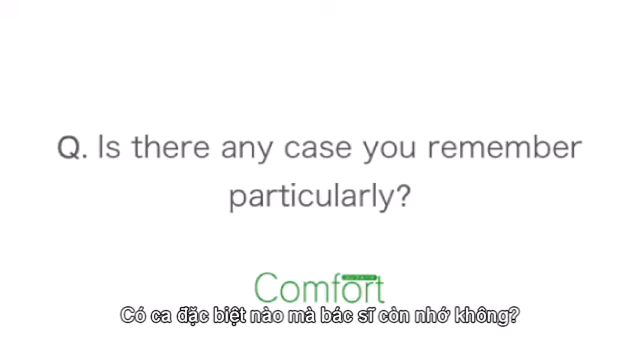 Q. Is there any case you remember
particularly?
Comfort
Có ca đặc biệt nào mà bác sĩ còn nhớ không?